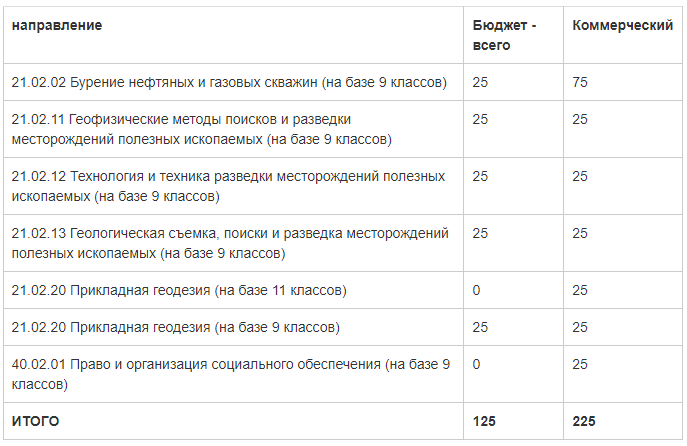 направление Бюджет - Коммерческий
всего
21.02.02 Бурение нефтяных и газовых скважин (на базе 9 классов) 25 75
21.02.11 Геофизические методы поисков и разведки 25 25
месторождений полезных ископаемых (на базе 9 классов)
21.02.12 Технология и техника разведки месторождений полезных 25 25
ископаемых (на базе 9 классов)
21.02.13 Геологическая съемка, поиски и разведка месторождений 25 25
полезных ископаемых (на базе 9 классов)
21.02.20 Прикладная геодезия (на базе 11 классов) 0 25
21.02.20 Прикладная геодезия (на базе 9 классов) 25 25
40.02.01 Право и организация социального обеспечения (на базе 9 0 25
классов)
ИТОГО 125 225